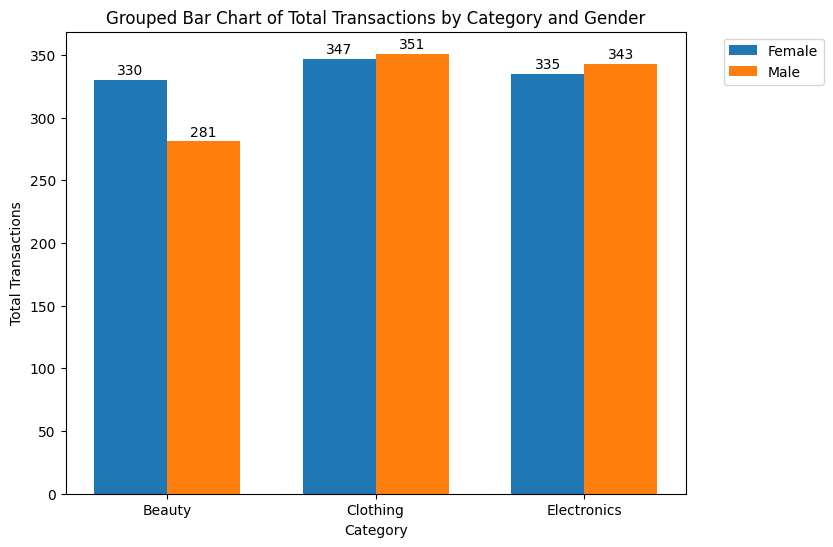 Grouped Bar Chart of Total Transactions by Category and Gender
Female
Male
Total Transactions
350
300
250
200
150
100
50
0
330
281
347
351
335
343
Beauty
Clothing
Electronics
Category